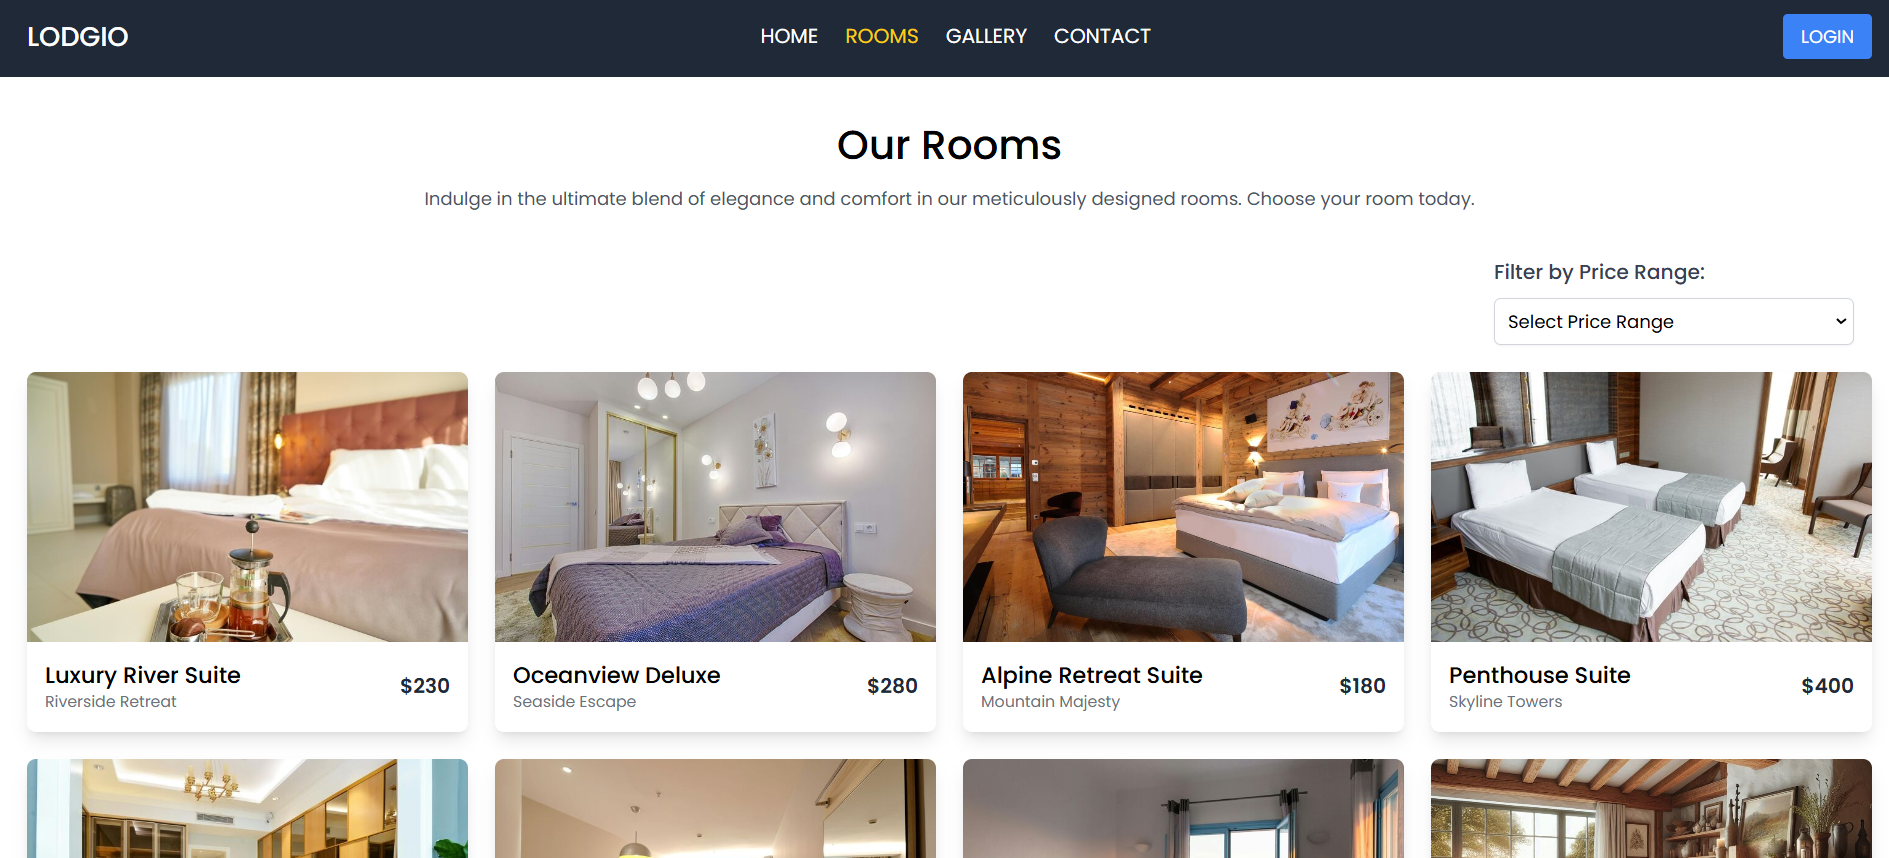 LODGIO
HOME ROOMS GALLERY CONTACT
LOGIN
Our Rooms
Indulge in the ultimate blend of elegance and comfort in our meticulously designed rooms. Choose your room today.
Filter by Price Range:
Select Price Range
Luxury River Suite
Riverside Retreat
$230
Oceanview Deluxe
Seaside Escape
$280
Alpine Retreat Suite
Mountain Majesty
$180
Penthouse Suite
Skyline Towers
$400